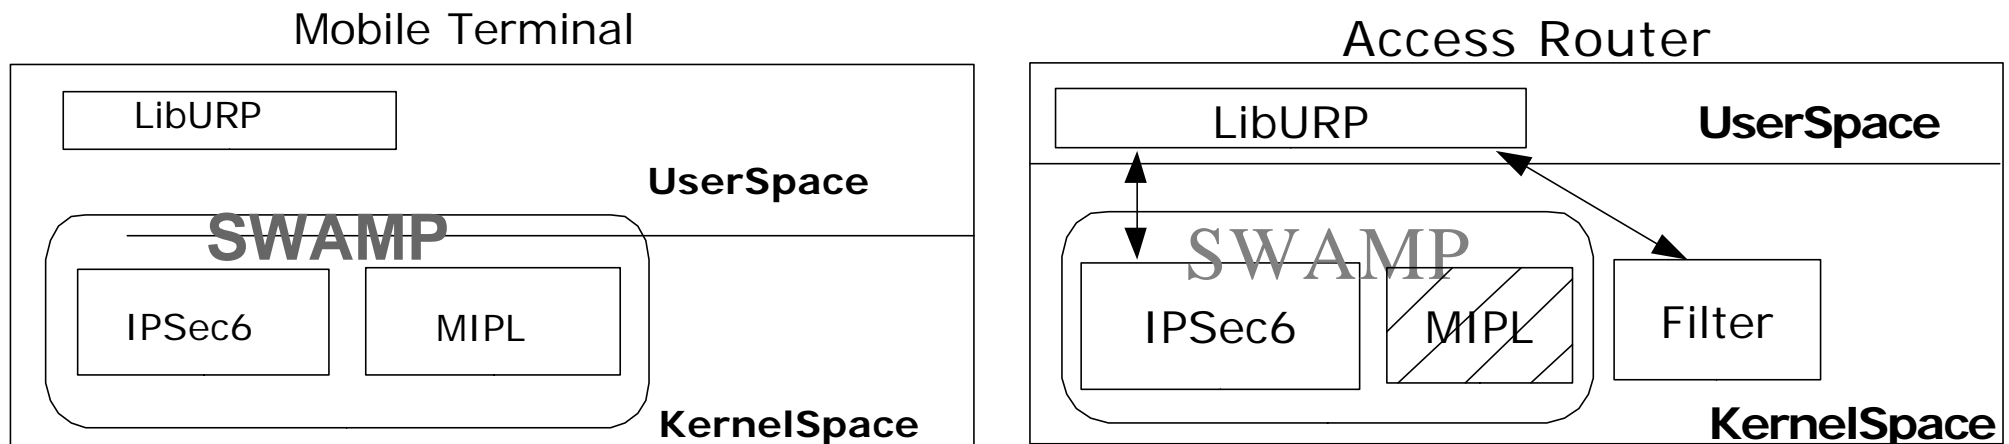 Mobile Terminal
LibURP
UserSpace
SWAMP
IPSec6
MIPL
KernelSpace
Access Router
LibURP
UserSpace
SWAMP
IPSec6
MIPL
Filter
KernelSpace